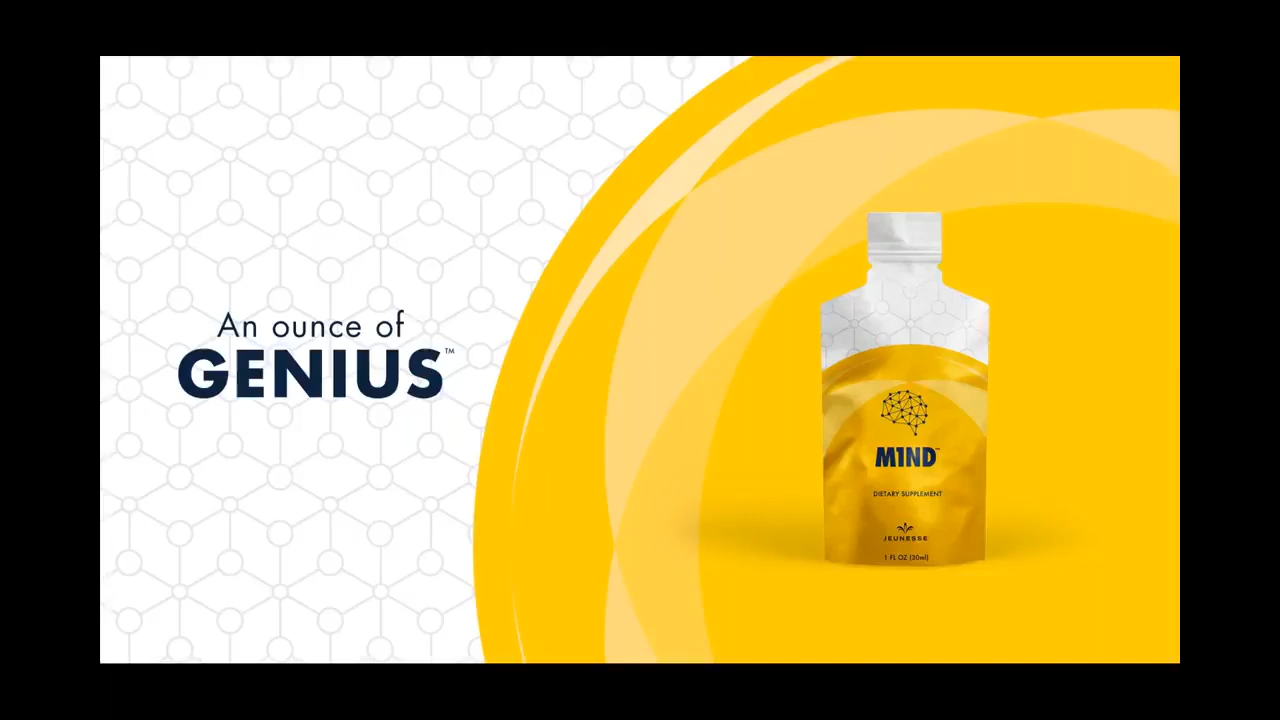 An ounce of
GENIUS™
M1ND™
DIETARY SUPPLEMENT
JEUNESSE
1 FL OZ (30ml)